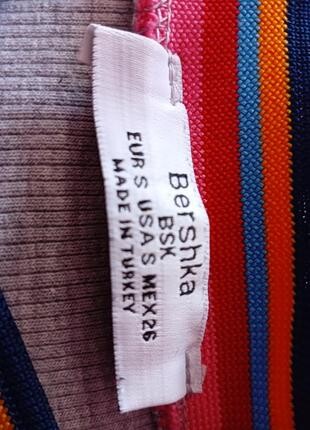 Bershka
BSK
EUR S USA S MEX 26
MADE IN TURKEY